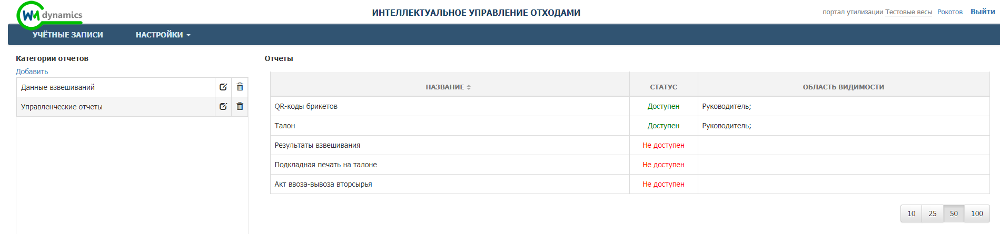 WM dynamics
ИНТЕЛЛЕКТУАЛЬНОЕ УПРАВЛЕНИЕ ОТХОДАМИ
портал утилизации Тестовые весы Рокотов Выйти
УЧЁТНЫЕ ЗАПИСИ НАСТРОЙКИ
Категории отчетов
Добавить
Данные взвешиваний
Управленческие отчеты
Отчеты
НАЗВАНИЕ СТАТУС ОБЛАСТЬ ВИДИМОСТИ
QR-коды брикетов Доступен Руководитель;
Талон Доступен Руководитель;
Результаты взвешивания Не доступен
Подкладная печать на талоне Не доступен
Акт ввоза-вывоза вторсырья Не доступен
10 25 50 100